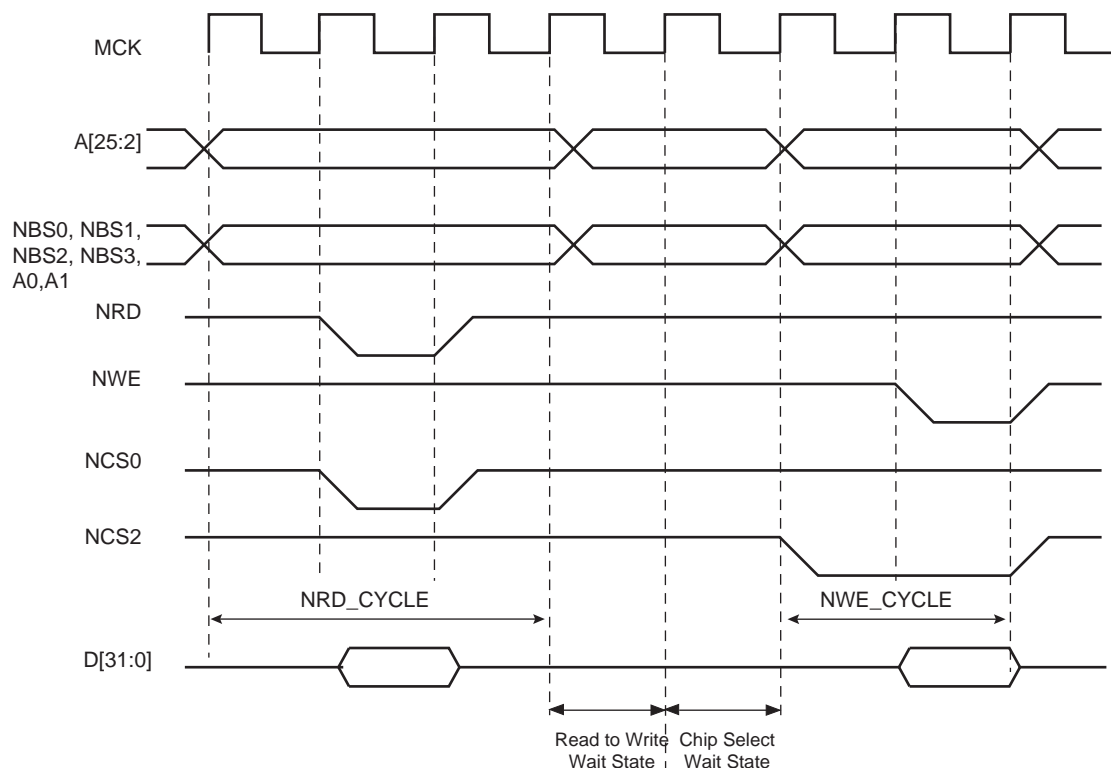 MCK
A[25:2]
NBS0, NBS1,
NBS2, NBS3,
A0,A1
NRD
NWE
NCS0
NCS2
NRD_CYCLE
NWE_CYCLE
D[31:0]
Read to Write
Wait State
Chip Select
Wait State